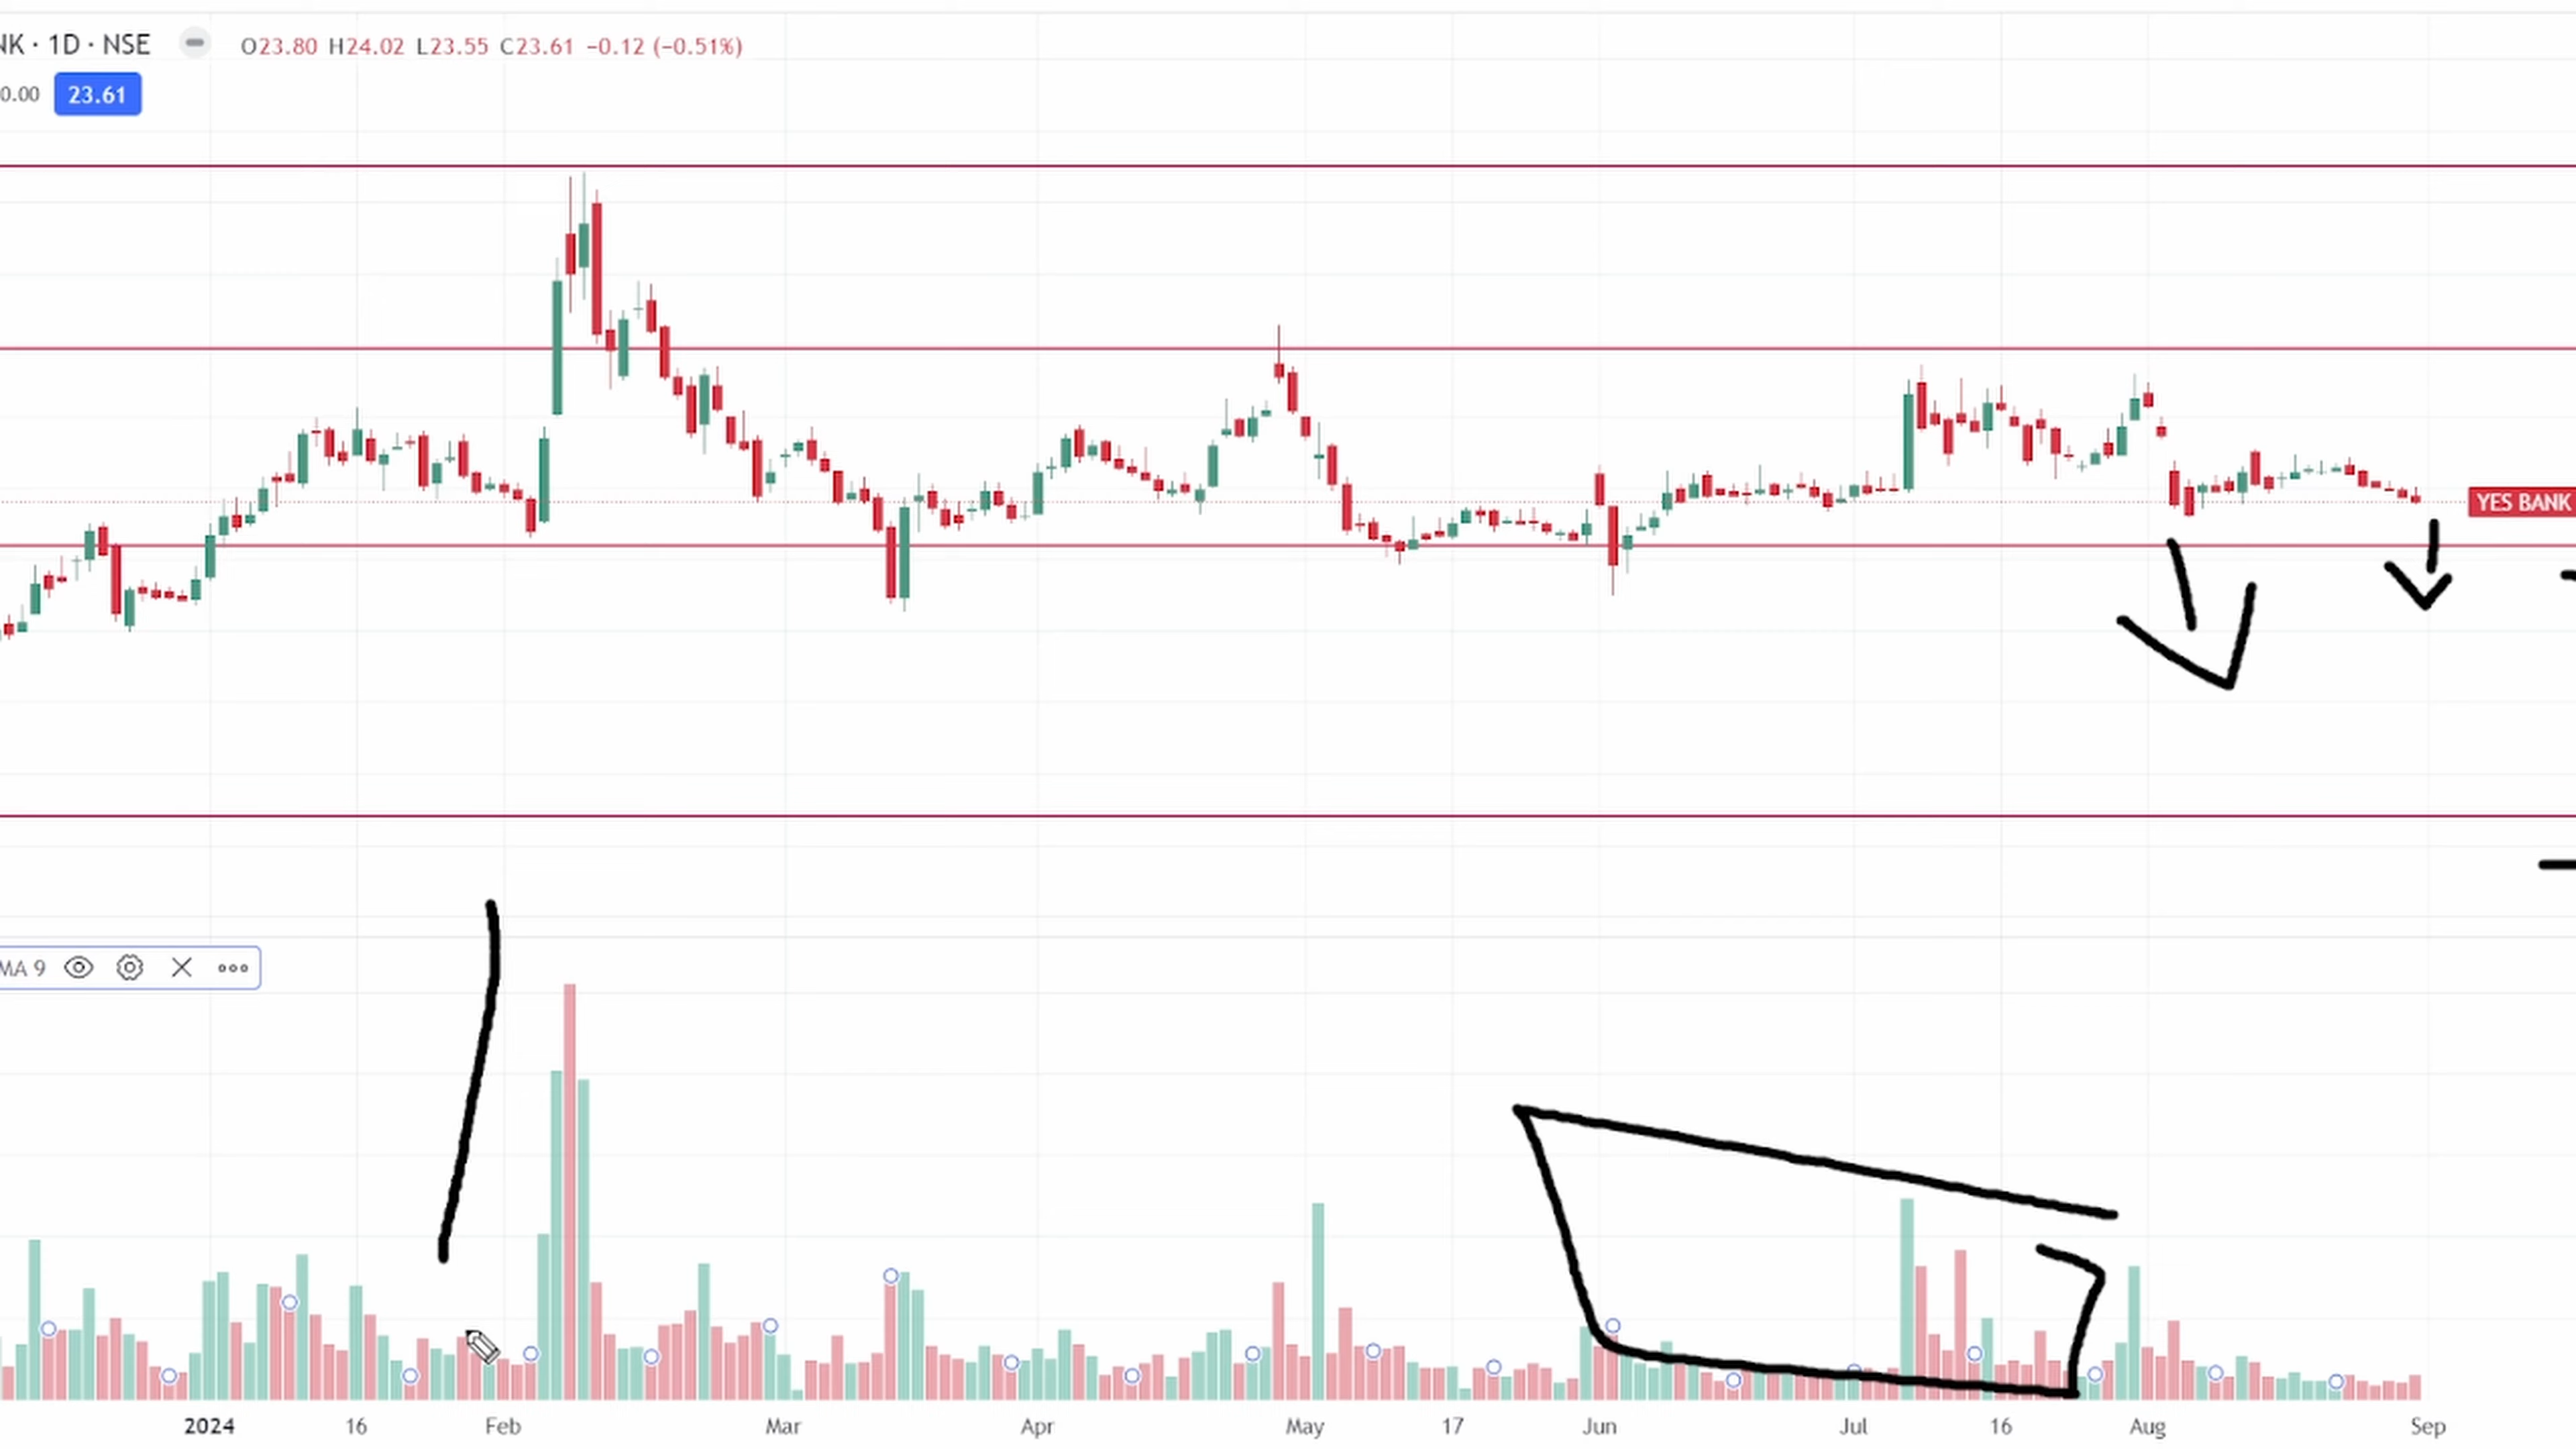 NK · 1D · NSE O23.80 H24.02 L23.55 C23.61 −0.12 (−0.51%)
0.00 23.61
YES BANK
MA 9
2024 16 Feb Mar Apr May 17 Jun Jul 16 Aug Sep